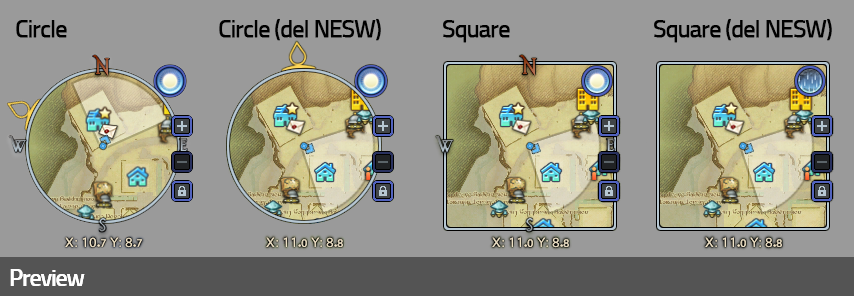 Circle
Circle (del NESW)
Square
Square (del NESW)
N
W
E
S
X: 10.7 Y: 8.7
X: 11.0 Y: 8.8
N
W
E
S
X: 11.0 Y: 8.8
X: 11.0 Y: 8.8
Preview